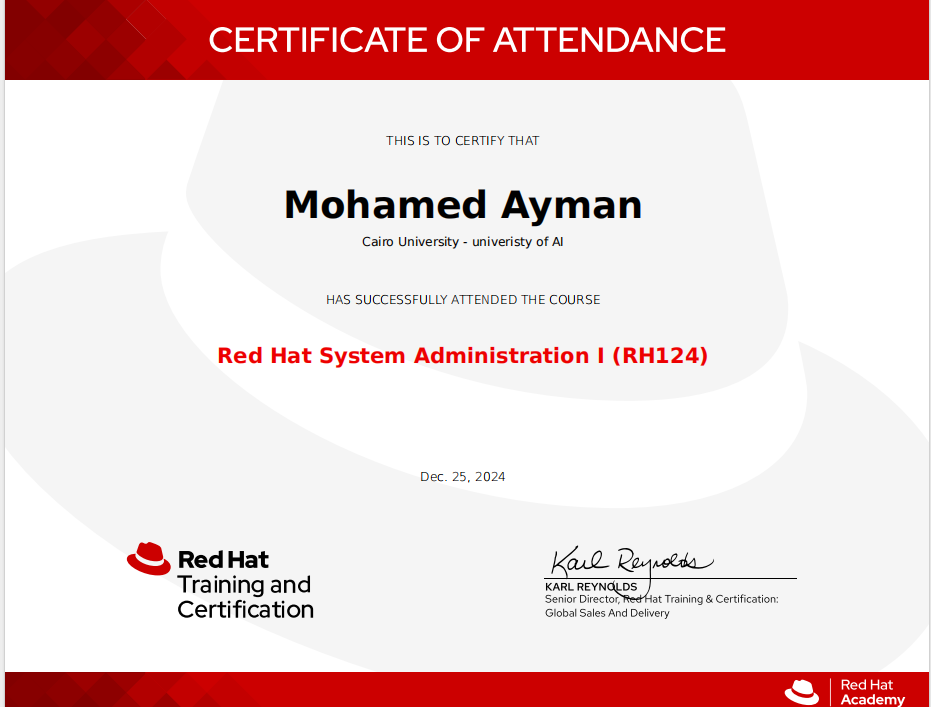 CERTIFICATE OF ATTENDANCE
THIS IS TO CERTIFY THAT
Mohamed Ayman
Cairo University - univeristy of AI
HAS SUCCESSFULLY ATTENDED THE COURSE
Red Hat System Administration I (RH124)
Dec. 25, 2024
Red Hat
Training and
Certification
Karl Reynolds
KARL REYNOLDS
Senior Director, Red Hat Training & Certification:
Global Sales And Delivery
Red Hat
Academy